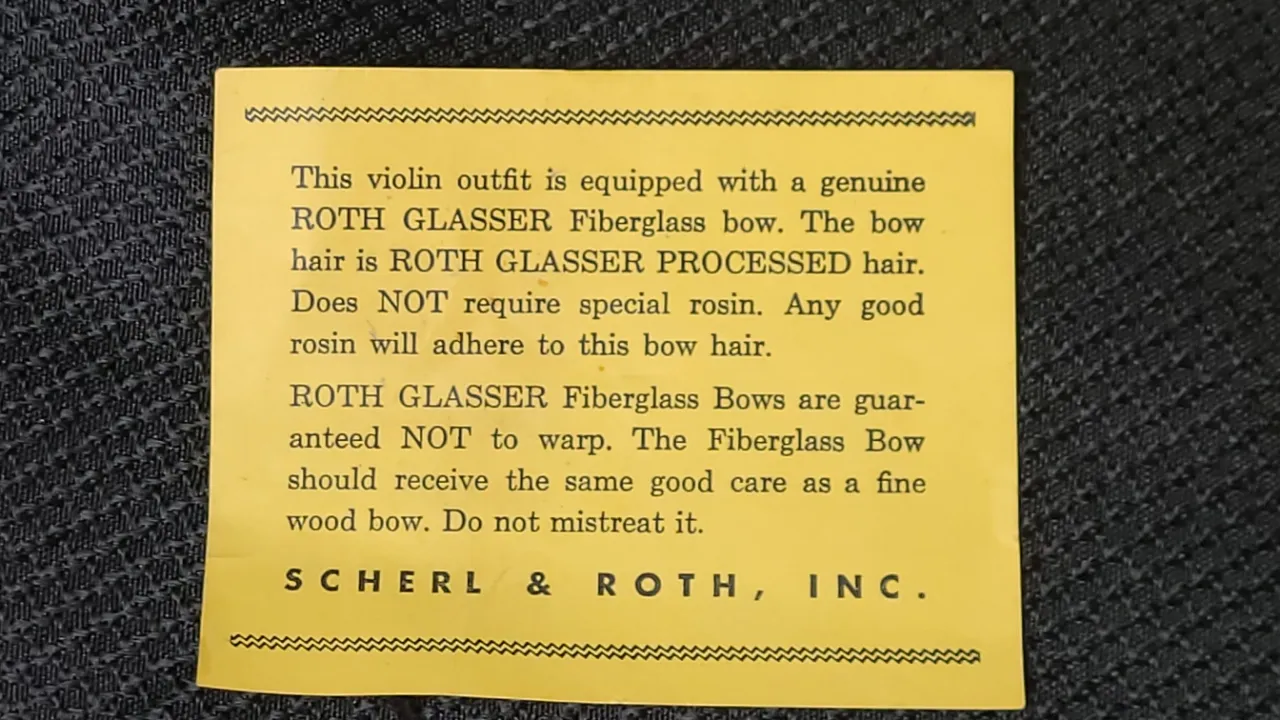 This violin outfit is equipped with a genuine
ROTH GLASSER Fiberglass bow. The bow
hair is ROTH GLASSER PROCESSED hair.
Does NOT require special rosin. Any good
rosin will adhere to this bow hair.
ROTH GLASSER Fiberglass Bows are guar-
anteed NOT to warp. The Fiberglass Bow
should receive the same good care as a fine
wood bow. Do not mistreat it.
SCHERL & ROTH, INC.